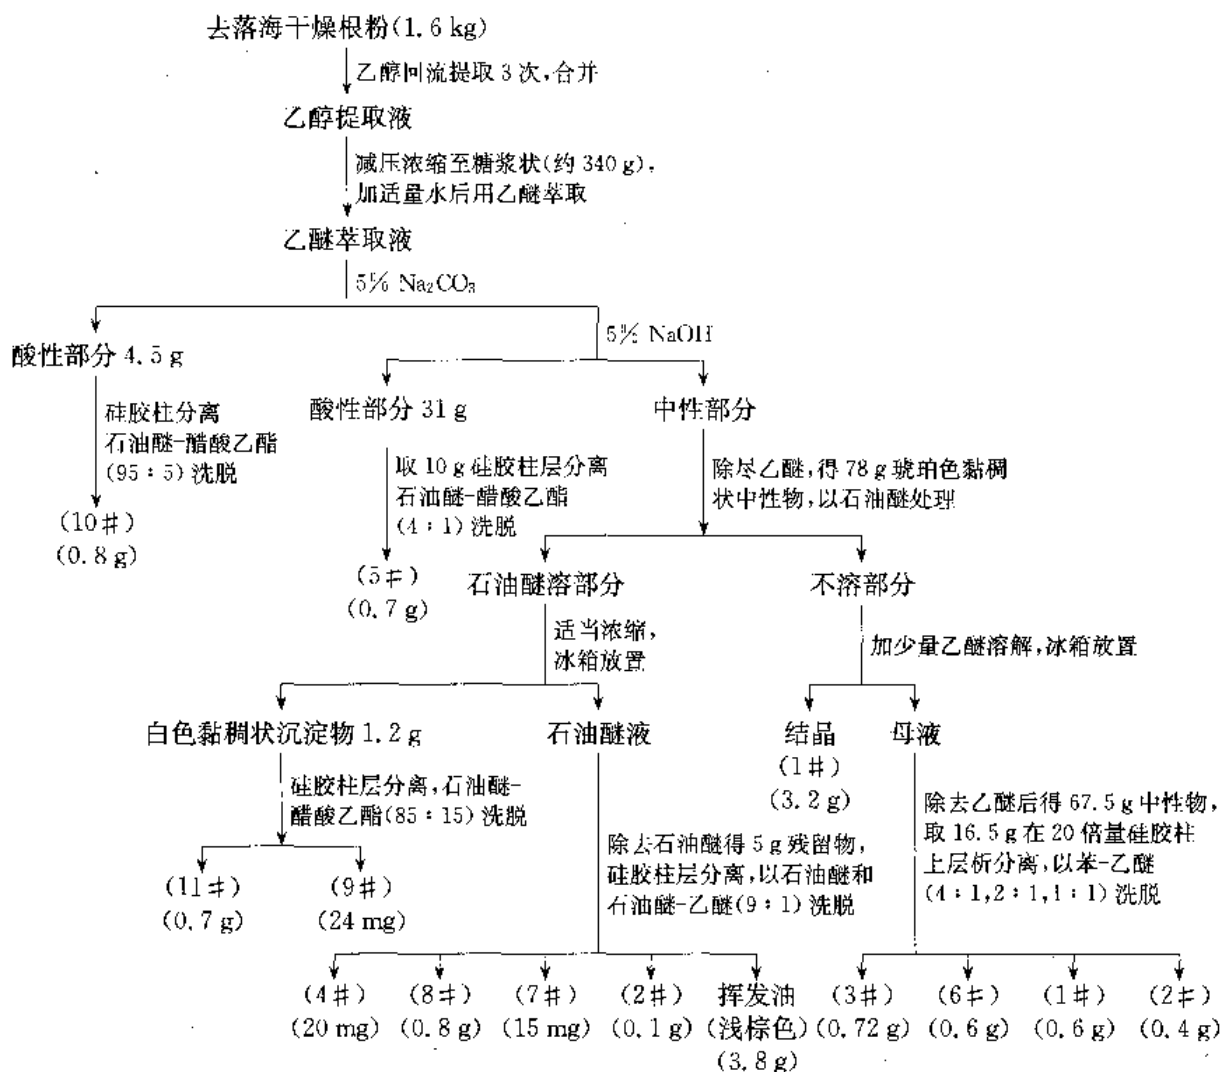 去落海干燥根粉(1.6 kg)
乙醇回流提取 3 次,合并
乙醇提取液
减压浓缩至糖浆状(约 340 g),
加适量水后用乙醚萃取
乙醚萃取液
5% Na₂CO₃
5% NaOH
酸性部分 4.5 g
硅胶柱分离
石油醚-醋酸乙酯
(95:5) 洗脱
(10#)
(0.8 g)
酸性部分 31 g
取 10 g 硅胶柱层分离
石油醚-醋酸乙酯
(4:1) 洗脱
(5#)
(0.7 g)
中性部分
除尽乙醚,得 78 g 琥珀色黏稠
状中性物,以石油醚处理
石油醚溶部分
适当浓缩,
冰箱放置
不溶部分
加少量乙醚溶解,冰箱放置
白色黏稠状沉淀物 1.2 g
硅胶柱层分离,石油醚-
醋酸乙酯(85:15) 洗脱
(11#)
(0.7 g)
(9#)
(24 mg)
石油醚液
除去石油醚得 5 g 残留物,
硅胶柱层分离,以石油醚和
石油醚-乙醚(9:1) 洗脱
结晶
(1#)
(3.2 g)
母液
除去乙醚后得 67.5 g 中性物,
取 16.5 g 在 20 倍量硅胶柱
上层析分离,以苯-乙醚
(4:1,2:1,1:1) 洗脱
(4#)
(20 mg)
(8#)
(0.8 g)
(7#)
(15 mg)
(2#)
(0.1 g)
挥发油
(浅棕色)
(3.8 g)
(3#)
(0.72 g)
(6#)
(0.6 g)
(1#)
(0.6 g)
(2#)
(0.4 g)